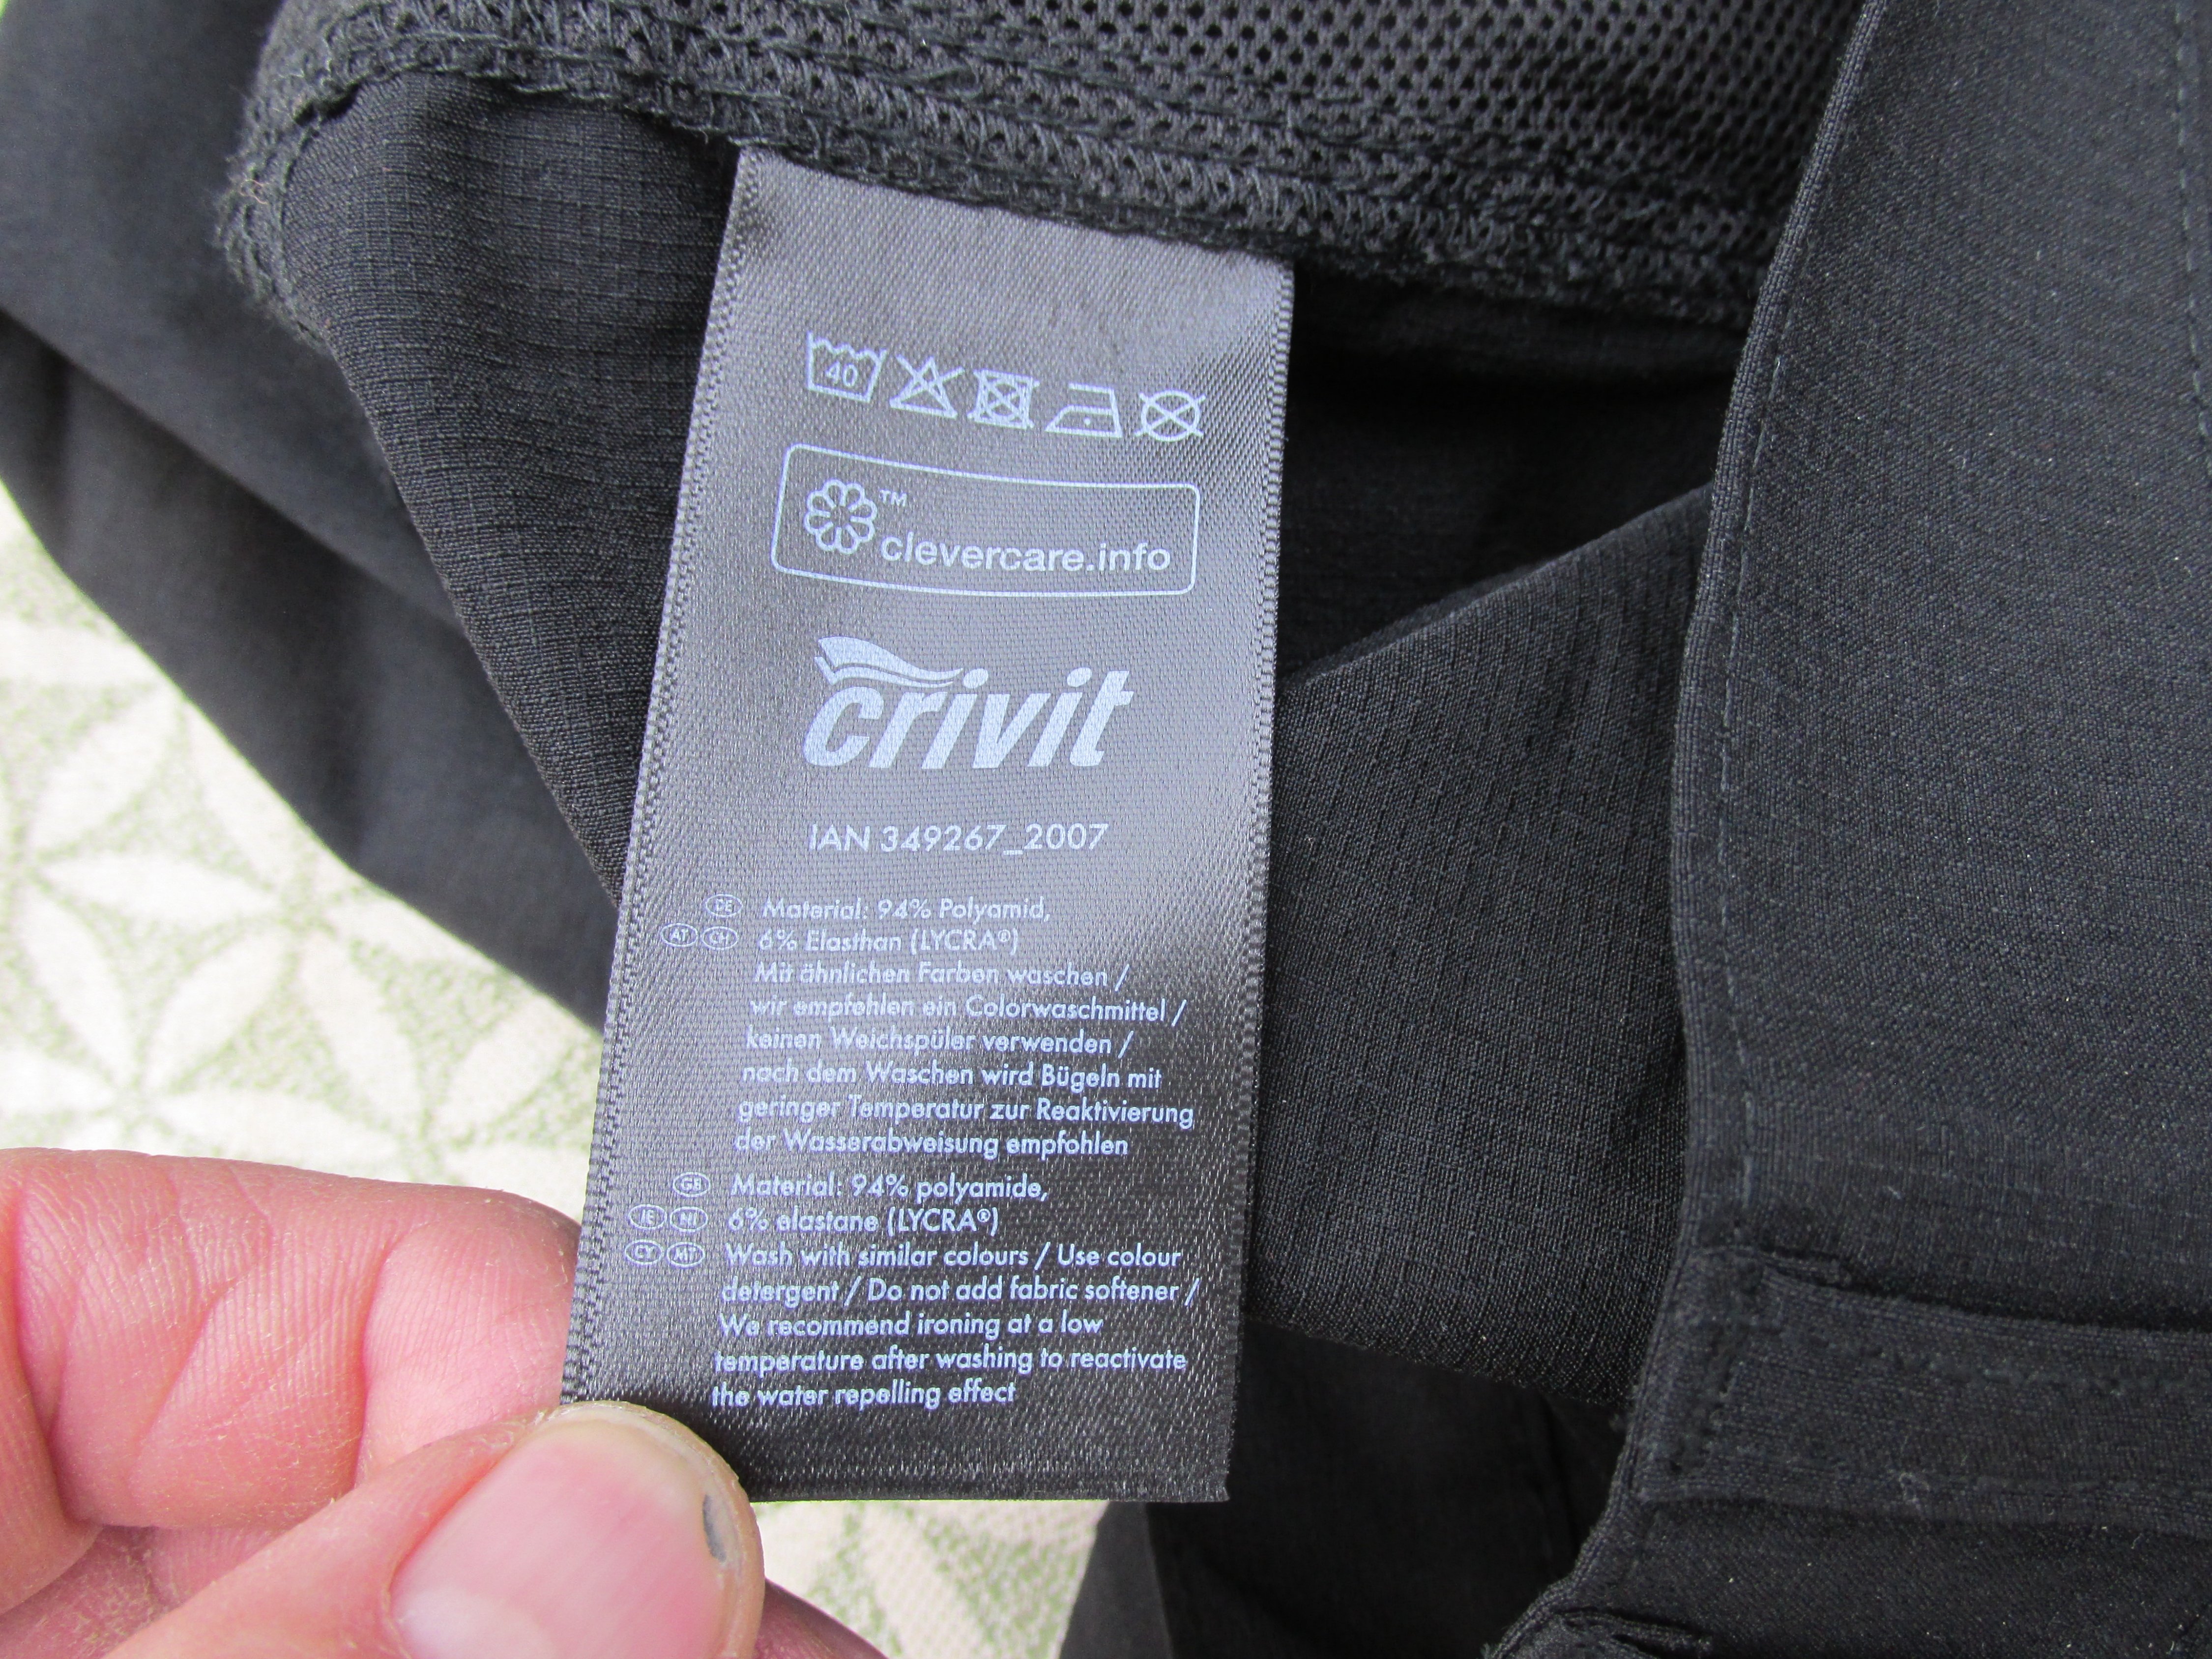 40
™
clevercare.info
crivit
IAN 349267_2007
DE Material: 94% Polyamid,
AT CH 6% Elasthan (LYCRA®)
Mit ähnlichen Farben waschen /
wir empfehlen ein Colorwaschmittel /
keinen Weichspüler verwenden /
nach dem Waschen wird Bügeln mit
geringer Temperatur zur Reaktivierung
der Wasserabweisung empfohlen
GB Material: 94% polyamide,
IE NI 6% elastane (LYCRA®)
CY MT Wash with similar colours / Use colour
detergent / Do not add fabric softener /
We recommend ironing at a low
temperature after washing to reactivate
the water repelling effect